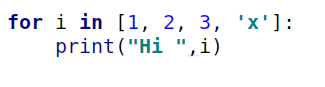 for i in [1, 2, 3, 'x']:
    print("Hi ",i)